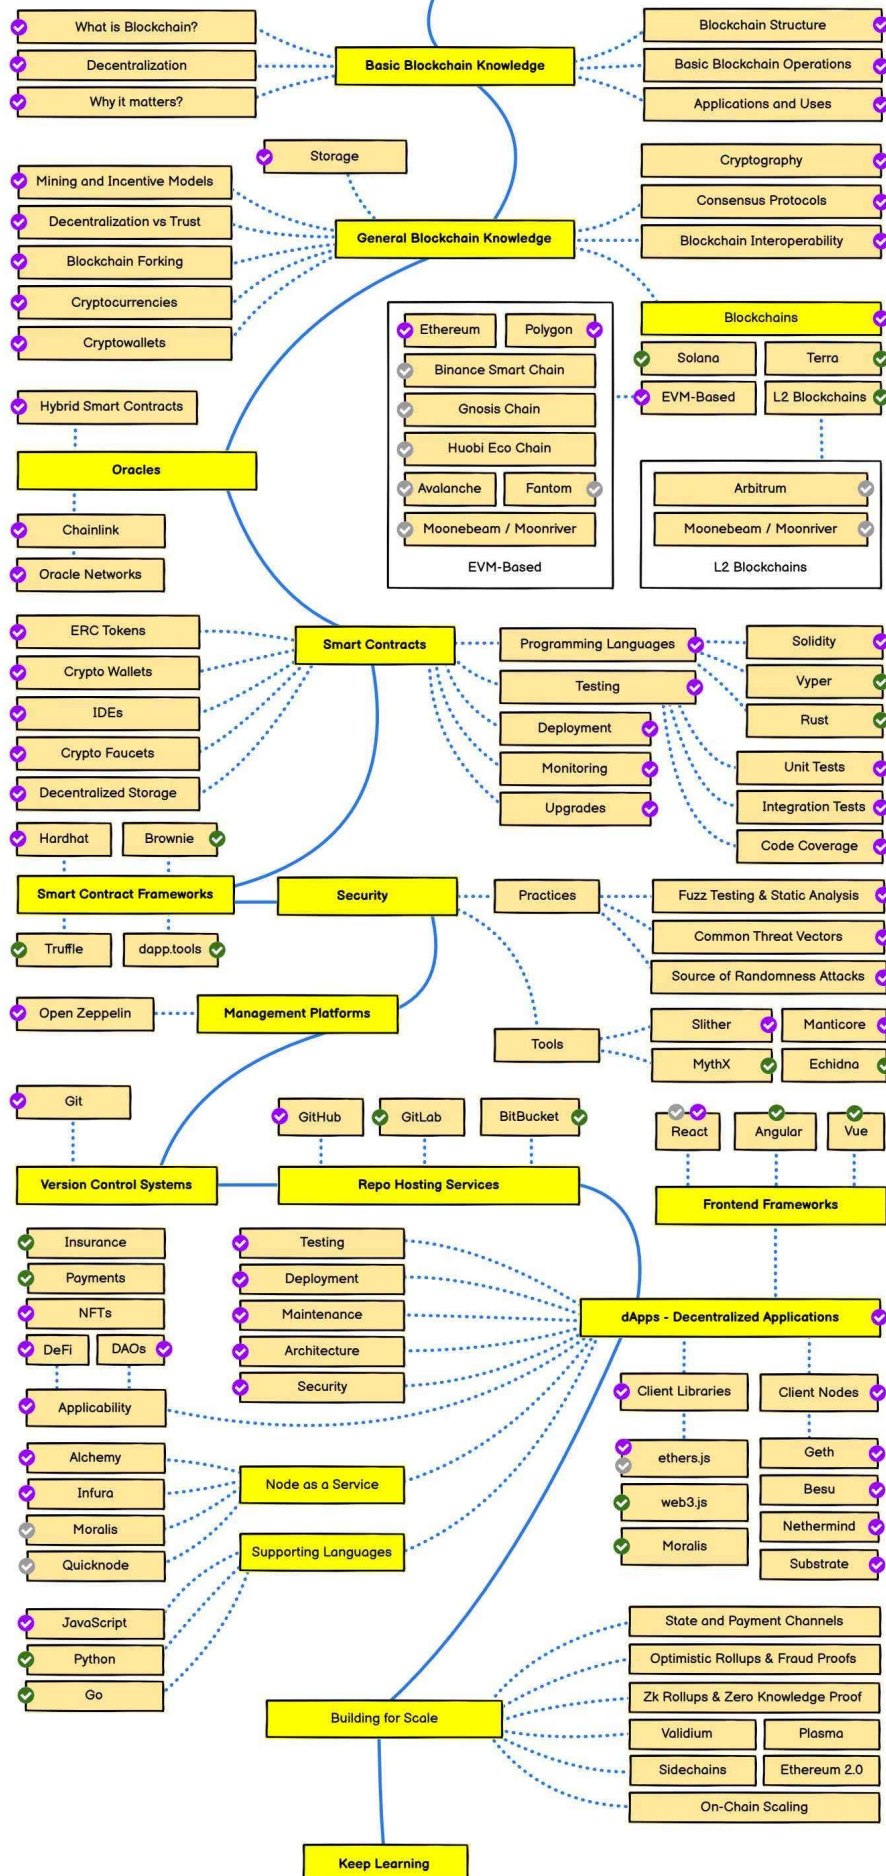 What is Blockchain?
Decentralization
Why it matters?
Basic Blockchain Knowledge
Blockchain Structure
Basic Blockchain Operations
Applications and Uses
Storage
Mining and Incentive Models
Decentralization vs Trust
Blockchain Forking
Cryptocurrencies
Cryptowallets
General Blockchain Knowledge
Cryptography
Consensus Protocols
Blockchain Interoperability
Blockchains
Solana
Terra
EVM-Based
L2 Blockchains
Ethereum
Polygon
Binance Smart Chain
Gnosis Chain
Huobi Eco Chain
Avalanche
Fantom
Moonebeam / Moonriver
EVM-Based
Arbitrum
Moonebeam / Moonriver
L2 Blockchains
Hybrid Smart Contracts
Oracles
Chainlink
Oracle Networks
ERC Tokens
Crypto Wallets
IDEs
Crypto Faucets
Decentralized Storage
Smart Contracts
Programming Languages
Testing
Deployment
Monitoring
Upgrades
Solidity
Vyper
Rust
Unit Tests
Integration Tests
Code Coverage
Hardhat
Brownie
Smart Contract Frameworks
Truffle
dapp.tools
Security
Practices
Fuzz Testing & Static Analysis
Common Threat Vectors
Source of Randomness Attacks
Tools
Slither
Manticore
MythX
Echidna
Open Zeppelin
Management Platforms
Git
Version Control Systems
GitHub
GitLab
BitBucket
Repo Hosting Services
React
Angular
Vue
Frontend Frameworks
Insurance
Payments
NFTs
DeFi
DAOs
Applicability
Testing
Deployment
Maintenance
Architecture
Security
dApps - Decentralized Applications
Client Libraries
Client Nodes
ethers.js
web3.js
Moralis
Geth
Besu
Nethermind
Substrate
Alchemy
Infura
Moralis
Quicknode
Node as a Service
Supporting Languages
JavaScript
Python
Go
Building for Scale
State and Payment Channels
Optimistic Rollups & Fraud Proofs
Zk Rollups & Zero Knowledge Proof
Validium
Plasma
Sidechains
Ethereum 2.0
On-Chain Scaling
Keep Learning